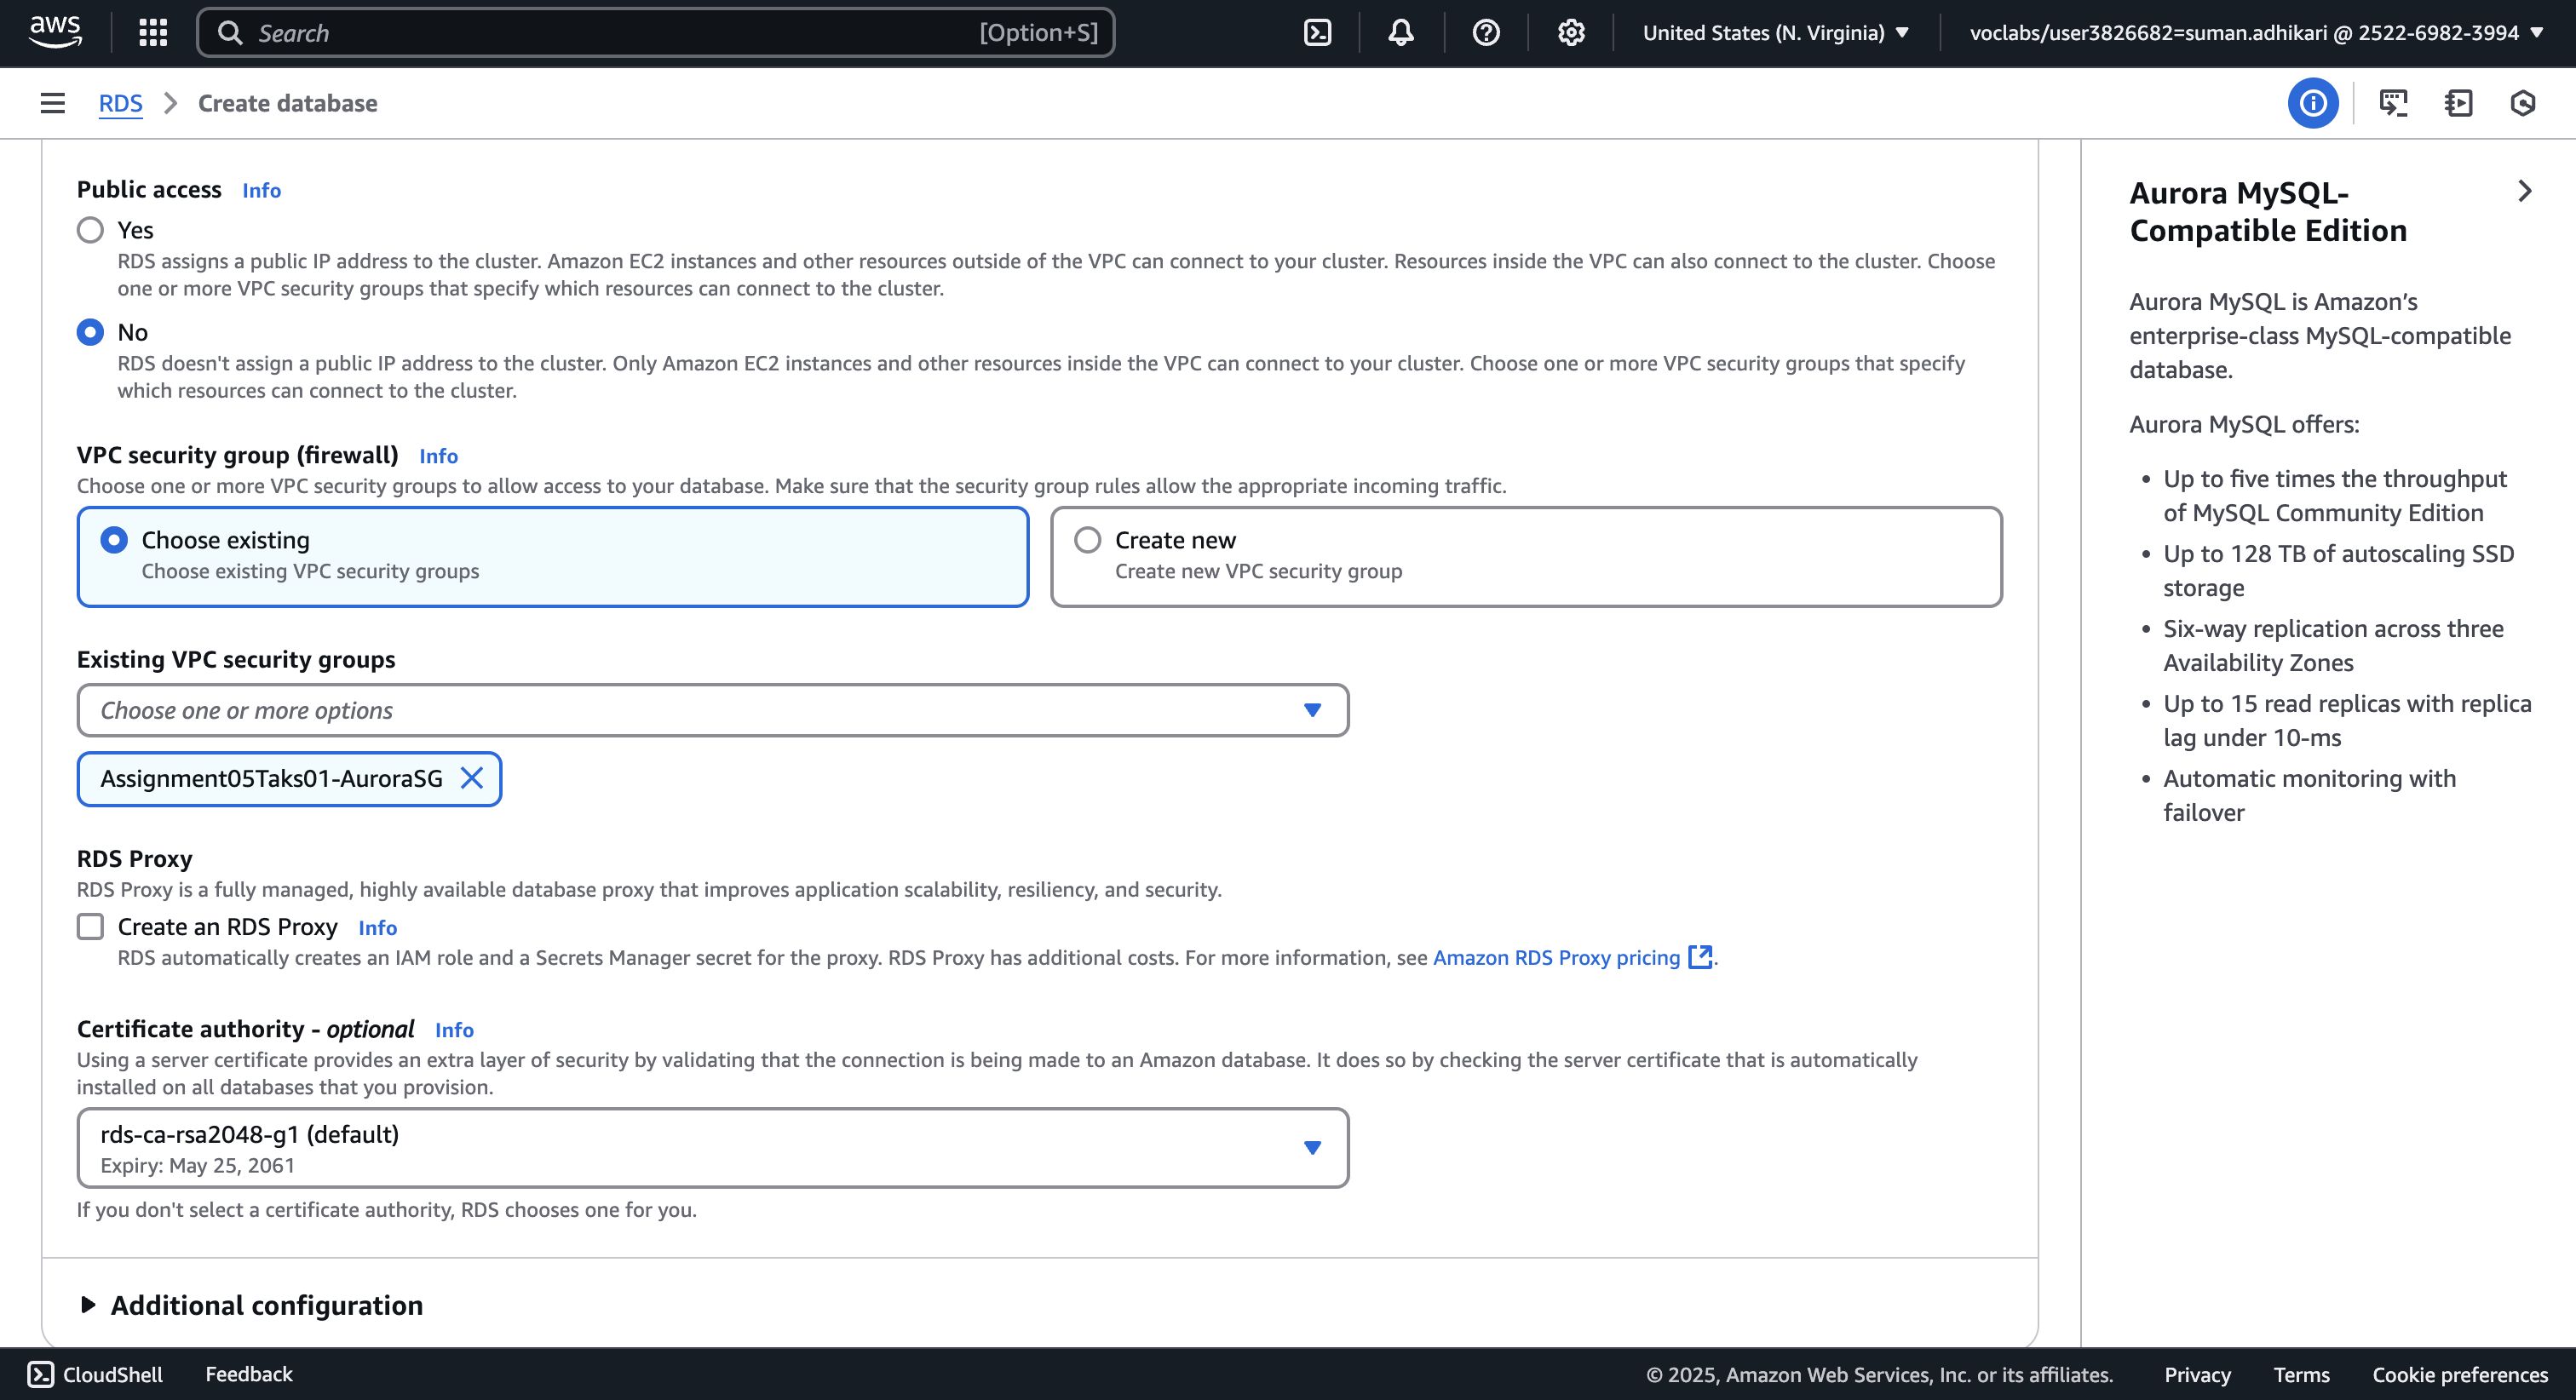 aws
Search
[Option+S]
United States (N. Virginia)
voclabs/user3826682=suman.adhikari @ 2522-6982-3994
RDS
Create database
Public access Info
Yes
RDS assigns a public IP address to the cluster. Amazon EC2 instances and other resources outside of the VPC can connect to your cluster. Resources inside the VPC can also connect to the cluster. Choose
one or more VPC security groups that specify which resources can connect to the cluster.
No
RDS doesn't assign a public IP address to the cluster. Only Amazon EC2 instances and other resources inside the VPC can connect to your cluster. Choose one or more VPC security groups that specify
which resources can connect to the cluster.
VPC security group (firewall) Info
Choose one or more VPC security groups to allow access to your database. Make sure that the security group rules allow the appropriate incoming traffic.
Choose existing
Choose existing VPC security groups
Create new
Create new VPC security group
Existing VPC security groups
Choose one or more options
Assignment05Taks01-AuroraSG
RDS Proxy
RDS Proxy is a fully managed, highly available database proxy that improves application scalability, resiliency, and security.
Create an RDS Proxy Info
RDS automatically creates an IAM role and a Secrets Manager secret for the proxy. RDS Proxy has additional costs. For more information, see Amazon RDS Proxy pricing.
Certificate authority - optional Info
Using a server certificate provides an extra layer of security by validating that the connection is being made to an Amazon database. It does so by checking the server certificate that is automatically
installed on all databases that you provision.
rds-ca-rsa2048-g1 (default)
Expiry: May 25, 2061
If you don't select a certificate authority, RDS chooses one for you.
Additional configuration
Aurora MySQL-
Compatible Edition
Aurora MySQL is Amazon’s
enterprise-class MySQL-compatible
database.
Aurora MySQL offers:
• Up to five times the throughput
of MySQL Community Edition
• Up to 128 TB of autoscaling SSD
storage
• Six-way replication across three
Availability Zones
• Up to 15 read replicas with replica
lag under 10-ms
• Automatic monitoring with
failover
CloudShell
Feedback
© 2025, Amazon Web Services, Inc. or its affiliates.
Privacy
Terms
Cookie preferences